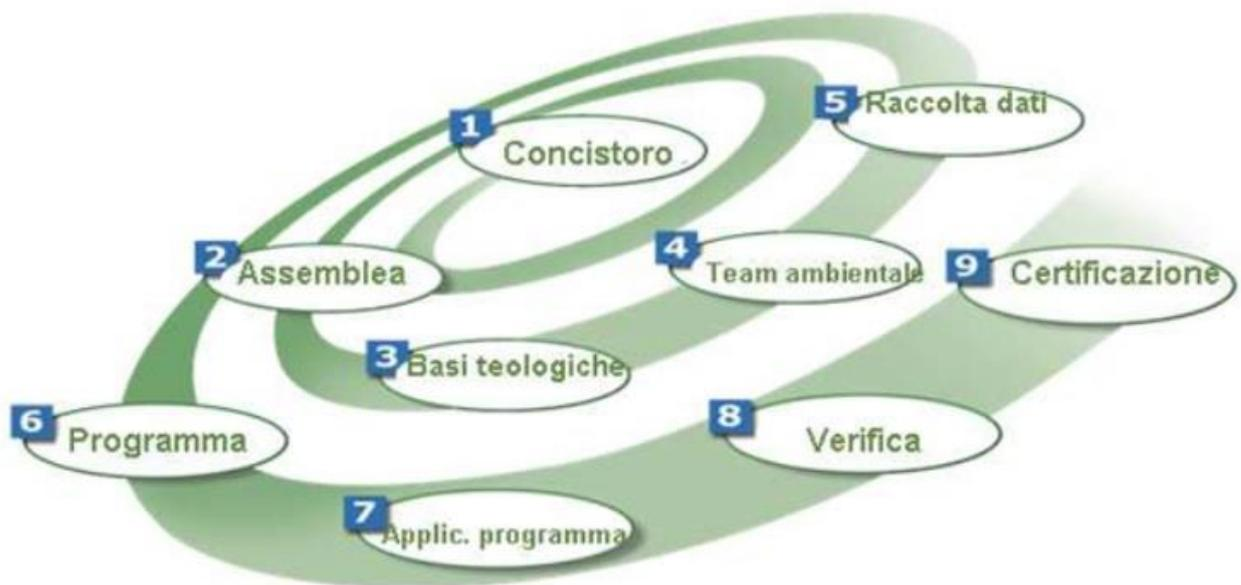 1 Concistoro
2 Assemblea
3 Basi teologiche
4 Team ambientale
5 Raccolta dati
6 Programma
7 Applic. programma
8 Verifica
9 Certificazione